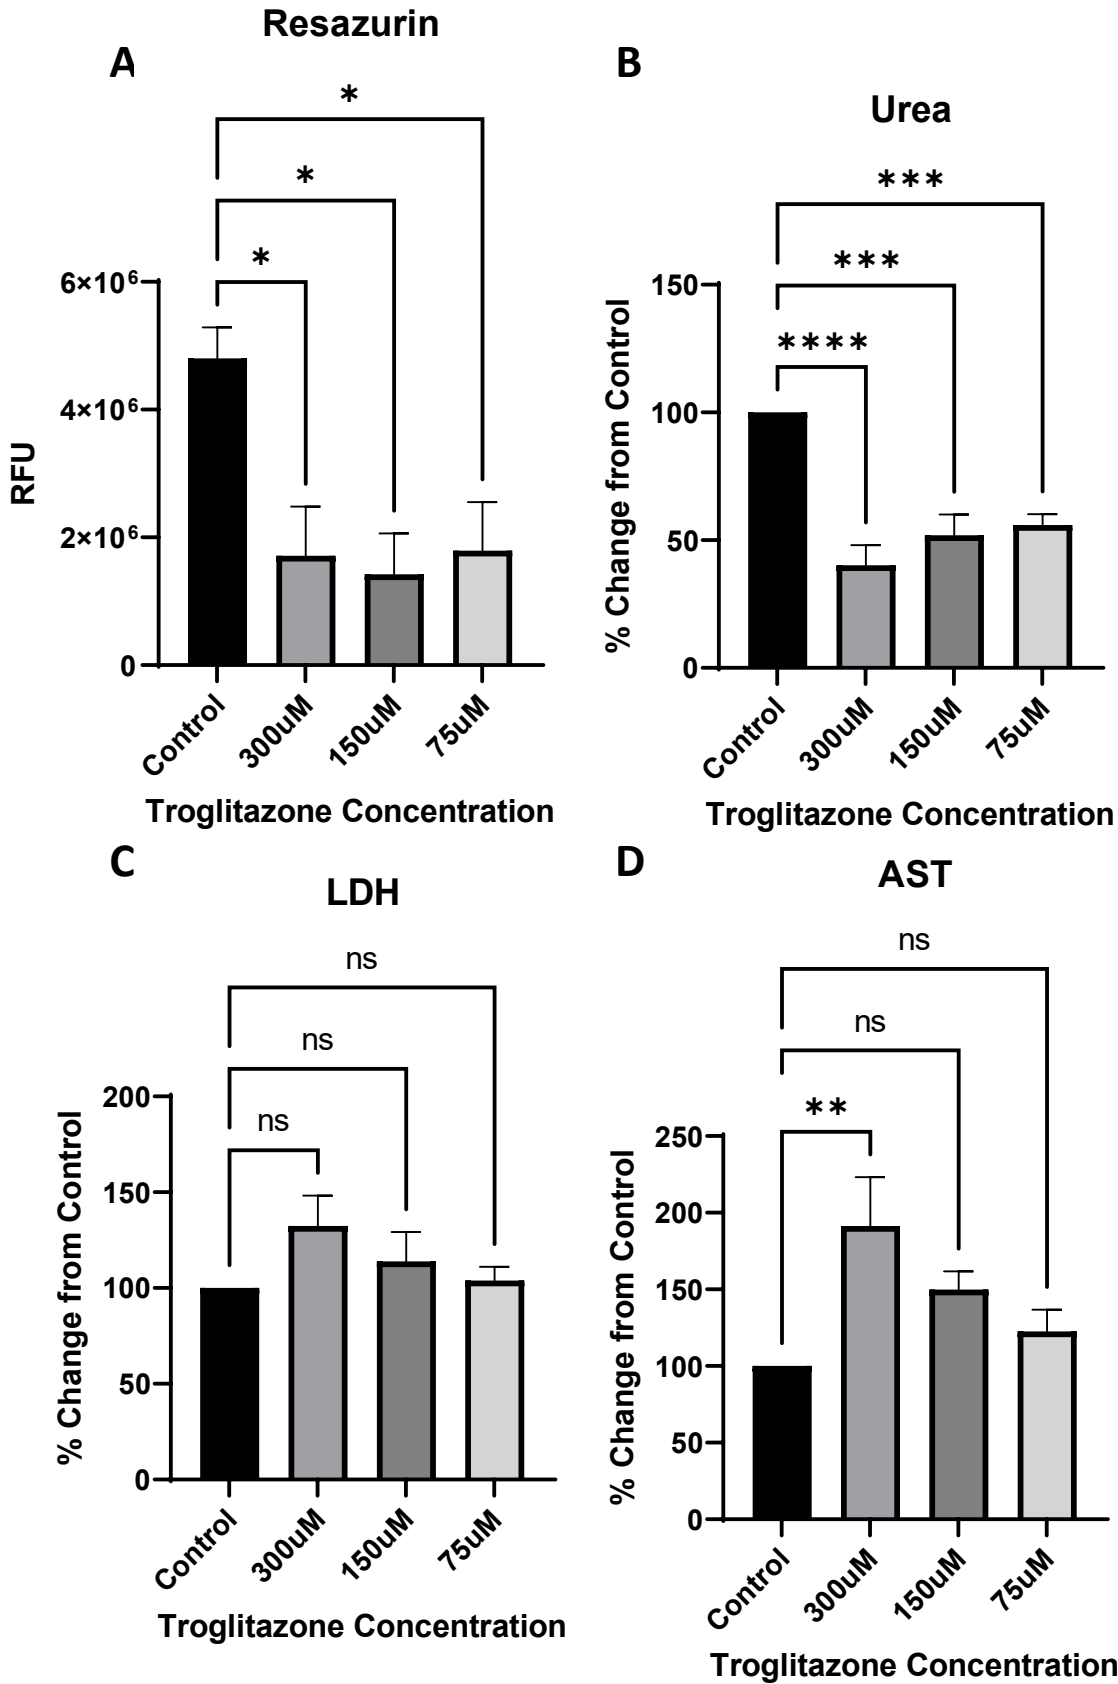 Resazurin
A
*
*
*
6×10⁶
4×10⁶
2×10⁶
0
RFU
Control
300uM
150uM
75uM
Troglitazone Concentration
B
Urea
***
***
****
150
100
50
0
% Change from Control
Control
300uM
150uM
75uM
Troglitazone Concentration
C
LDH
ns
ns
ns
200
150
100
50
0
% Change from Control
Control
300uM
150uM
75uM
Troglitazone Concentration
D
AST
ns
ns
**
250
200
150
100
50
0
% Change from Control
Control
300uM
150uM
75uM
Troglitazone Concentration